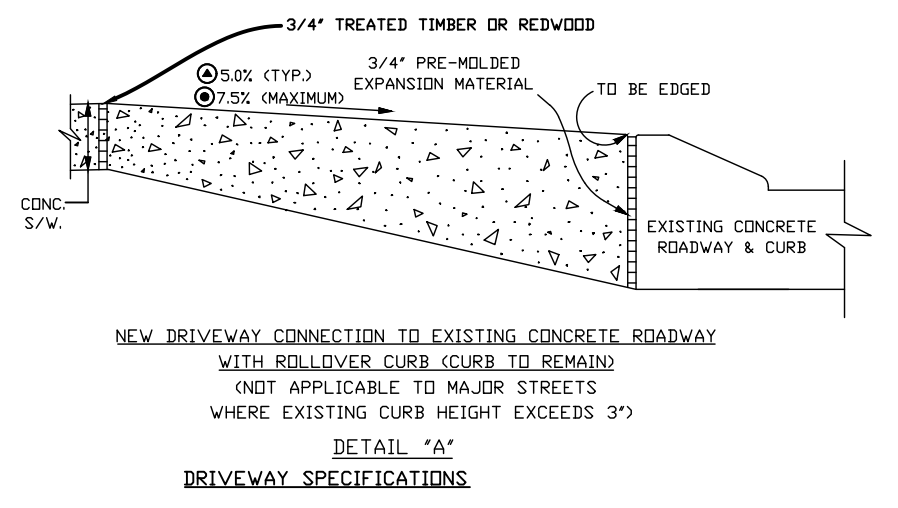 3/4" TREATED TIMBER OR REDWOOD
5.0% (TYP.)
7.5% (MAXIMUM)
3/4" PRE-MOLDED
EXPANSION MATERIAL
TO BE EDGED
CONC.
S/W.
EXISTING CONCRETE
ROADWAY & CURB
NEW DRIVEWAY CONNECTION TO EXISTING CONCRETE ROADWAY
WITH ROLLOVER CURB (CURB TO REMAIN)
(NOT APPLICABLE TO MAJOR STREETS
WHERE EXISTING CURB HEIGHT EXCEEDS 3")
DETAIL "A"
DRIVEWAY SPECIFICATIONS